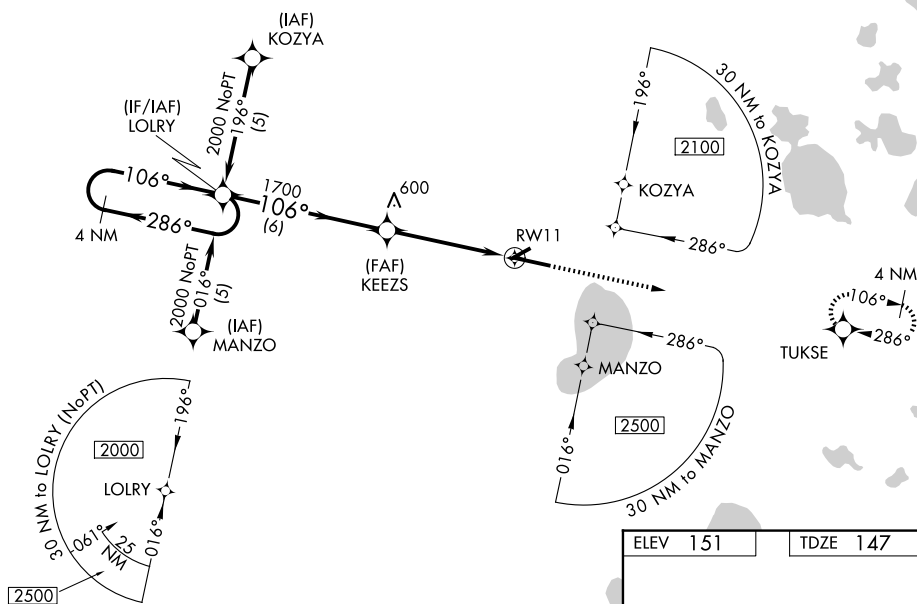 (IAF)
KOZYA
2000 NoPT
196°
(5)
(IF/IAF)
LOLRY
106°
286°
4 NM
1700
106°
(6)
600
(FAF)
KEEZS
RW11
2000 NoPT
016°
(5)
(IAF)
MANZO
196°
30 NM to KOZYA
2100
KOZYA
286°
4 NM
106°
286°
TUKSE
286°
MANZO
016°
2500
30 NM to MANZO
30 NM to LOLRY (NoPT)
196°
2000
LOLRY
016°
061°
25
NM
2500
ELEV 151
TDZE 147